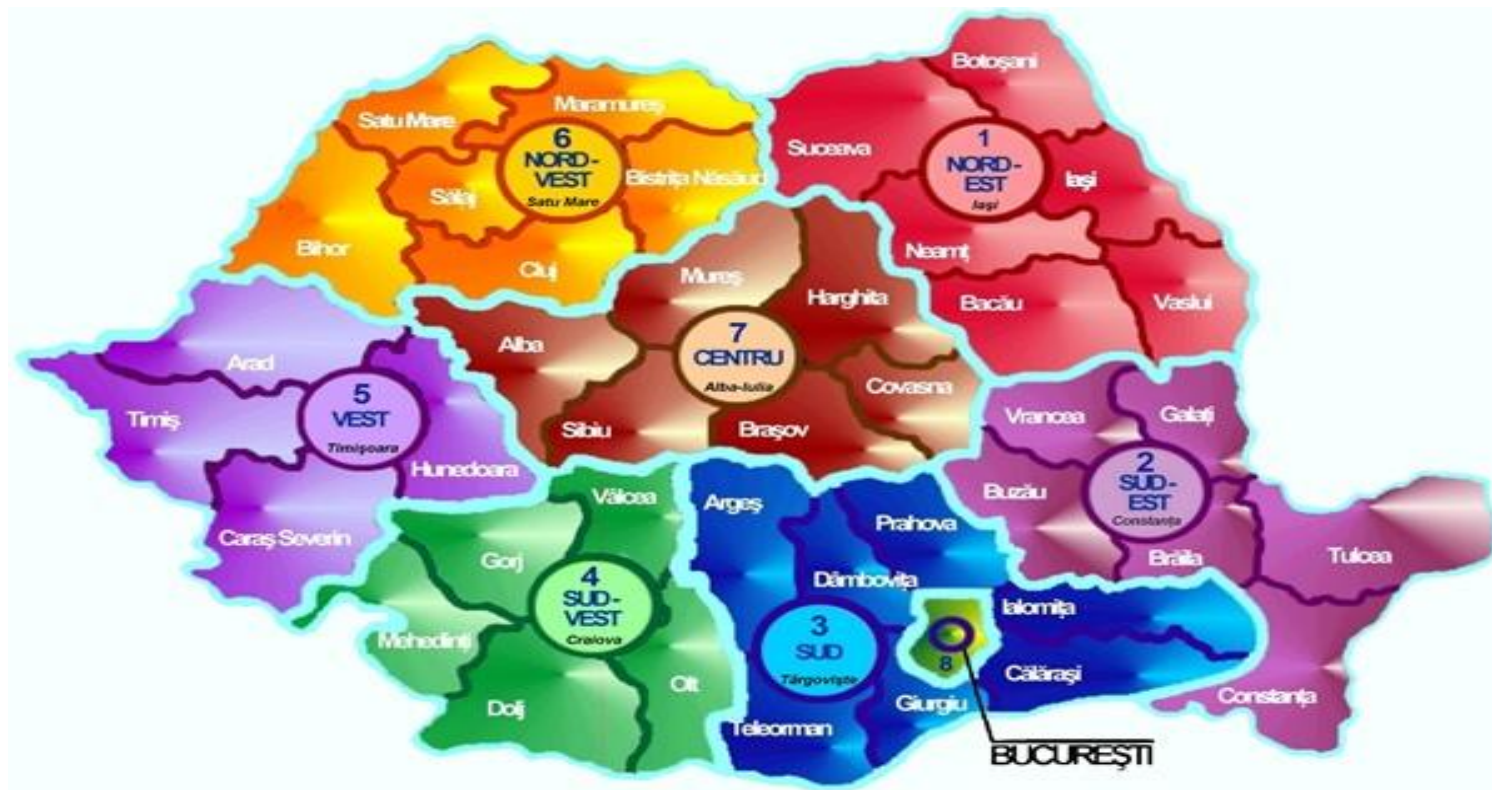 Botoşani
Maramureş
Satu Mare
6
NORD-
VEST
Satu Mare
1
NORD-
EST
Iaşi
Suceava
Iaşi
Sălaj
Bistriţa Năsăud
Bihor
Cluj
Neamţ
Mureş
Harghita
Bacău
Vaslui
Alba
7
CENTRU
Alba-Iulia
Arad
5
VEST
Timişoara
Timiş
Covasna
Vrancea
Galaţi
Sibiu
Braşov
Hunedoara
2
SUD-
EST
Constanţa
Buzău
Vâlcea
Argeş
Prahova
Caraş Severin
Gorj
Brăila
Tulcea
Dâmboviţa
4
SUD-
VEST
Craiova
Ialomiţa
Mehedinţi
3
SUD
Târgovişte
8
Călăraşi
Olt
Dolj
Giurgiu
Constanţa
Teleorman
BUCUREŞTI